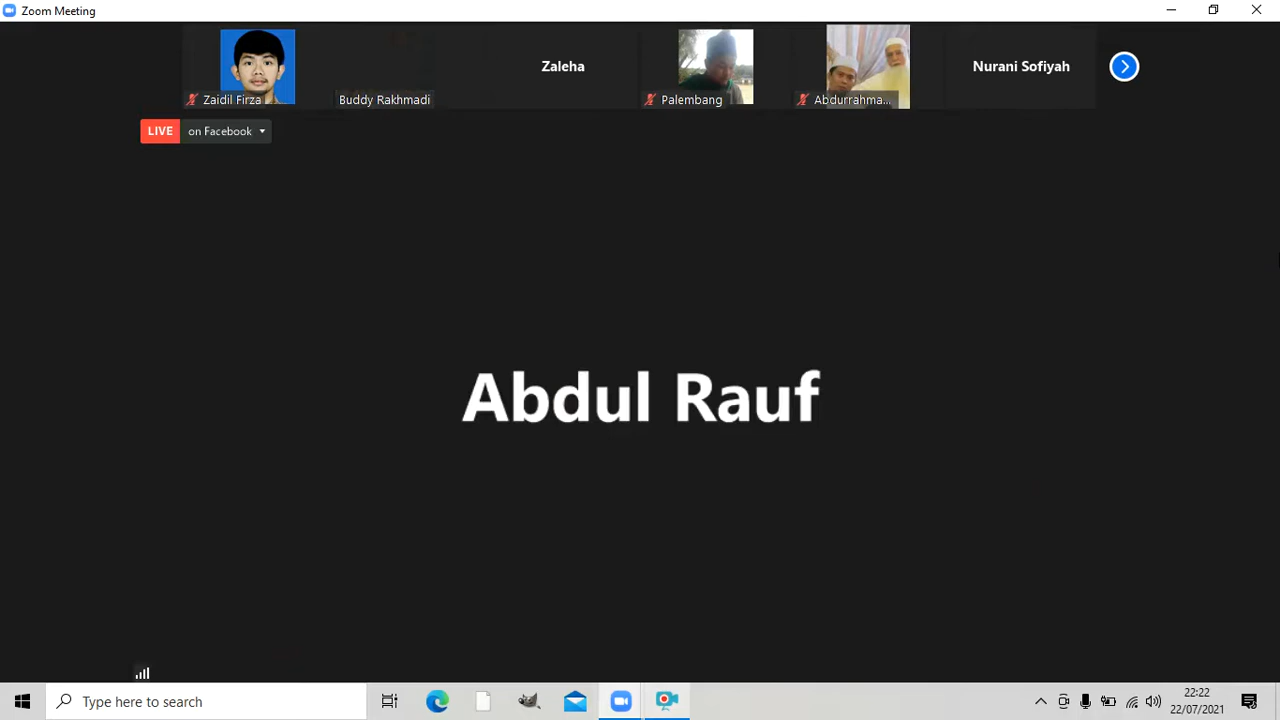 Zoom Meeting
Zaleha
Nurani Sofiyah
Zaidil Firza
Buddy Rakhmadi
Palembang
Abdurrahma...
LIVE on Facebook
Abdul Rauf
Type here to search
22:22
22/07/2021